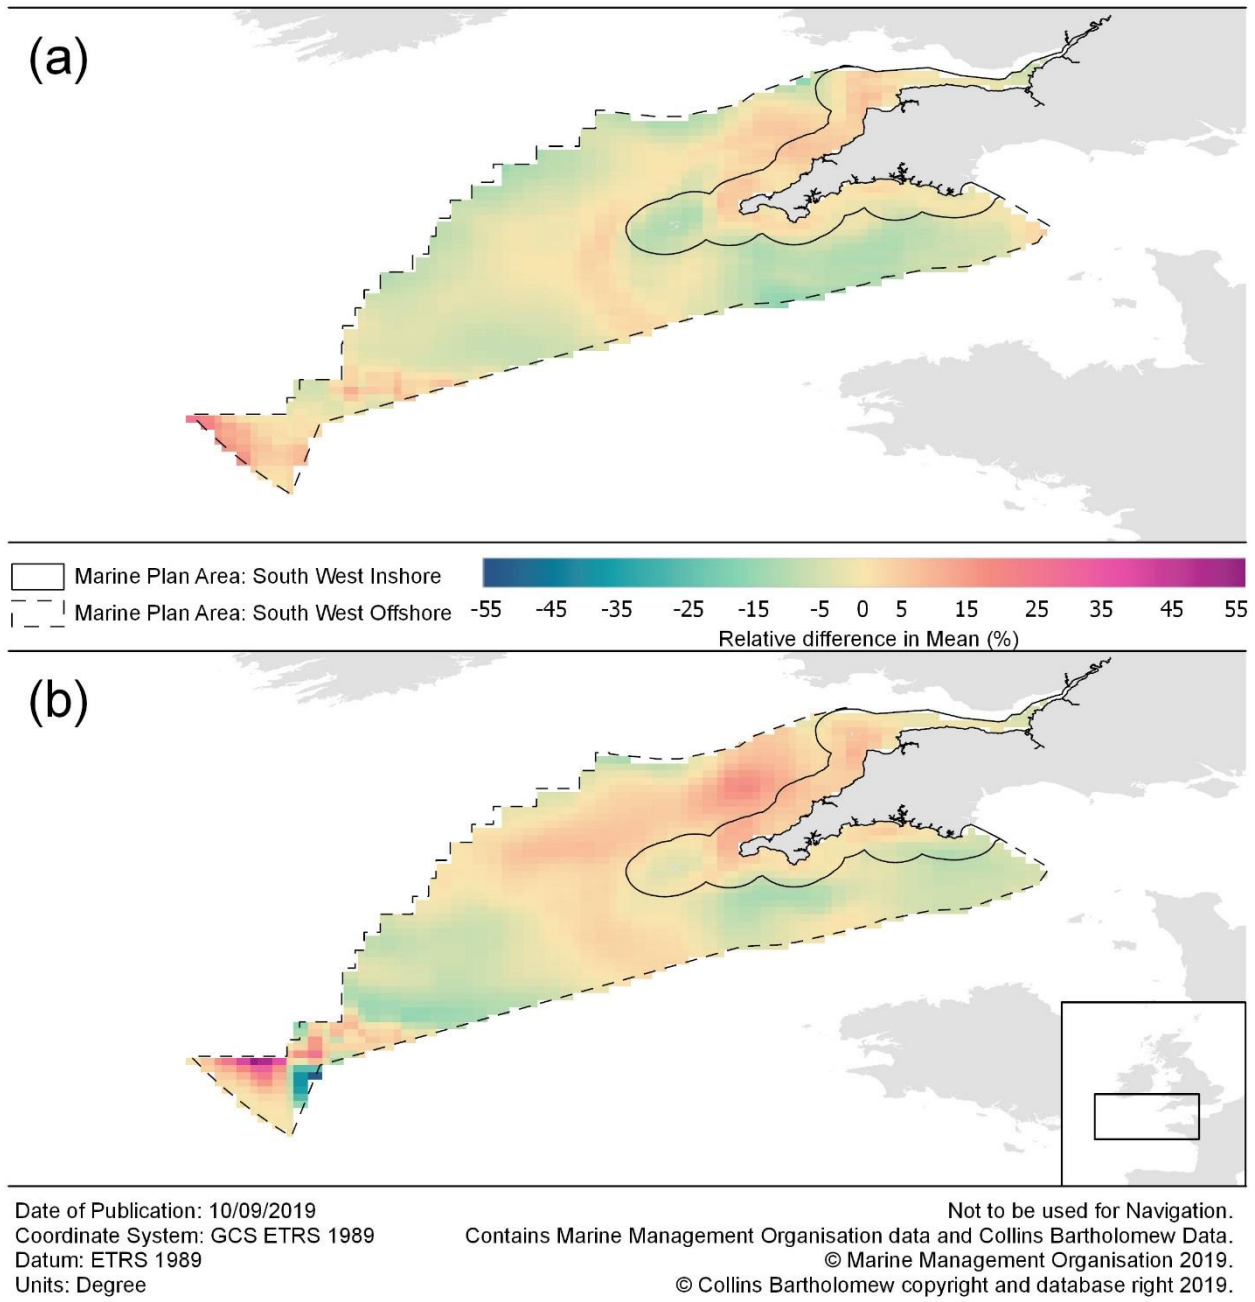 (a)
Marine Plan Area: South West Inshore
Marine Plan Area: South West Offshore
-55 -45 -35 -25 -15 -5 0 5 15 25 35 45 55
Relative difference in Mean (%)
(b)
Date of Publication: 10/09/2019
Coordinate System: GCS ETRS 1989
Datum: ETRS 1989
Units: Degree
Not to be used for Navigation.
Contains Marine Management Organisation data and Collins Bartholomew Data.
© Marine Management Organisation 2019.
© Collins Bartholomew copyright and database right 2019.